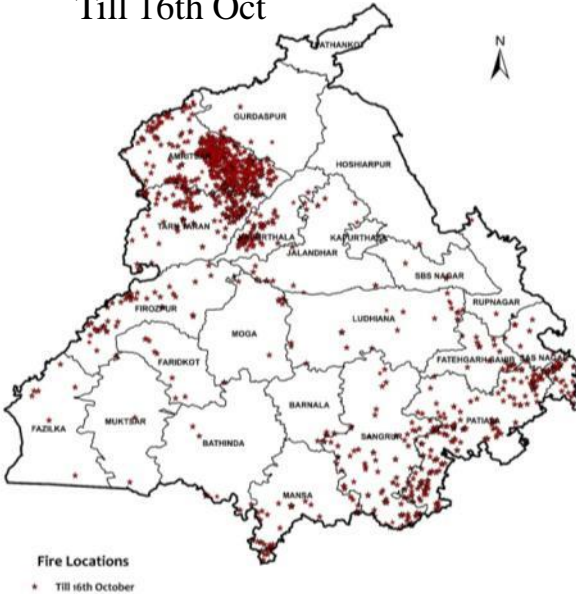 Till 16th Oct
N
PATHANKOT
GURDASPUR
AMRITSAR
HOSHIARPUR
TARN TARAN
KAPURTHALA
KAPURTHALA
JALANDHAR
SBS NAGAR
RUPNAGAR
FIROZPUR
LUDHIANA
MOGA
FARIDKOT
FATEHGARH SAHIB
SAS NAGAR
BARNALA
FAZILKA
MUKTSAR
BATHINDA
SANGRUR
PATIALA
MANSA
Fire Locations
Till 16th October